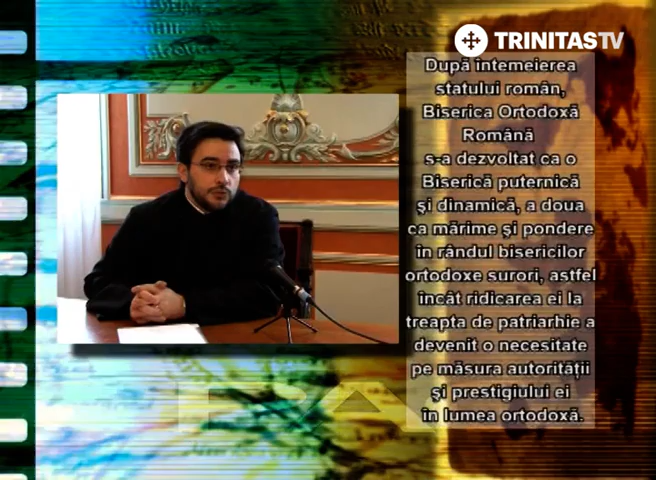 TRINITASTV
După întemeierea
statului român,
Biserica Ortodoxă
Română
s-a dezvoltat ca o
Biserică puternică
şi dinamică, a doua
ca mărime şi pondere
în rândul bisericilor
ortodoxe surori, astfel
încât ridicarea ei la
treapta de patriarhie a
devenit o necesitate
pe măsura autorităţii
şi prestigiului ei
în lumea ortodoxă.